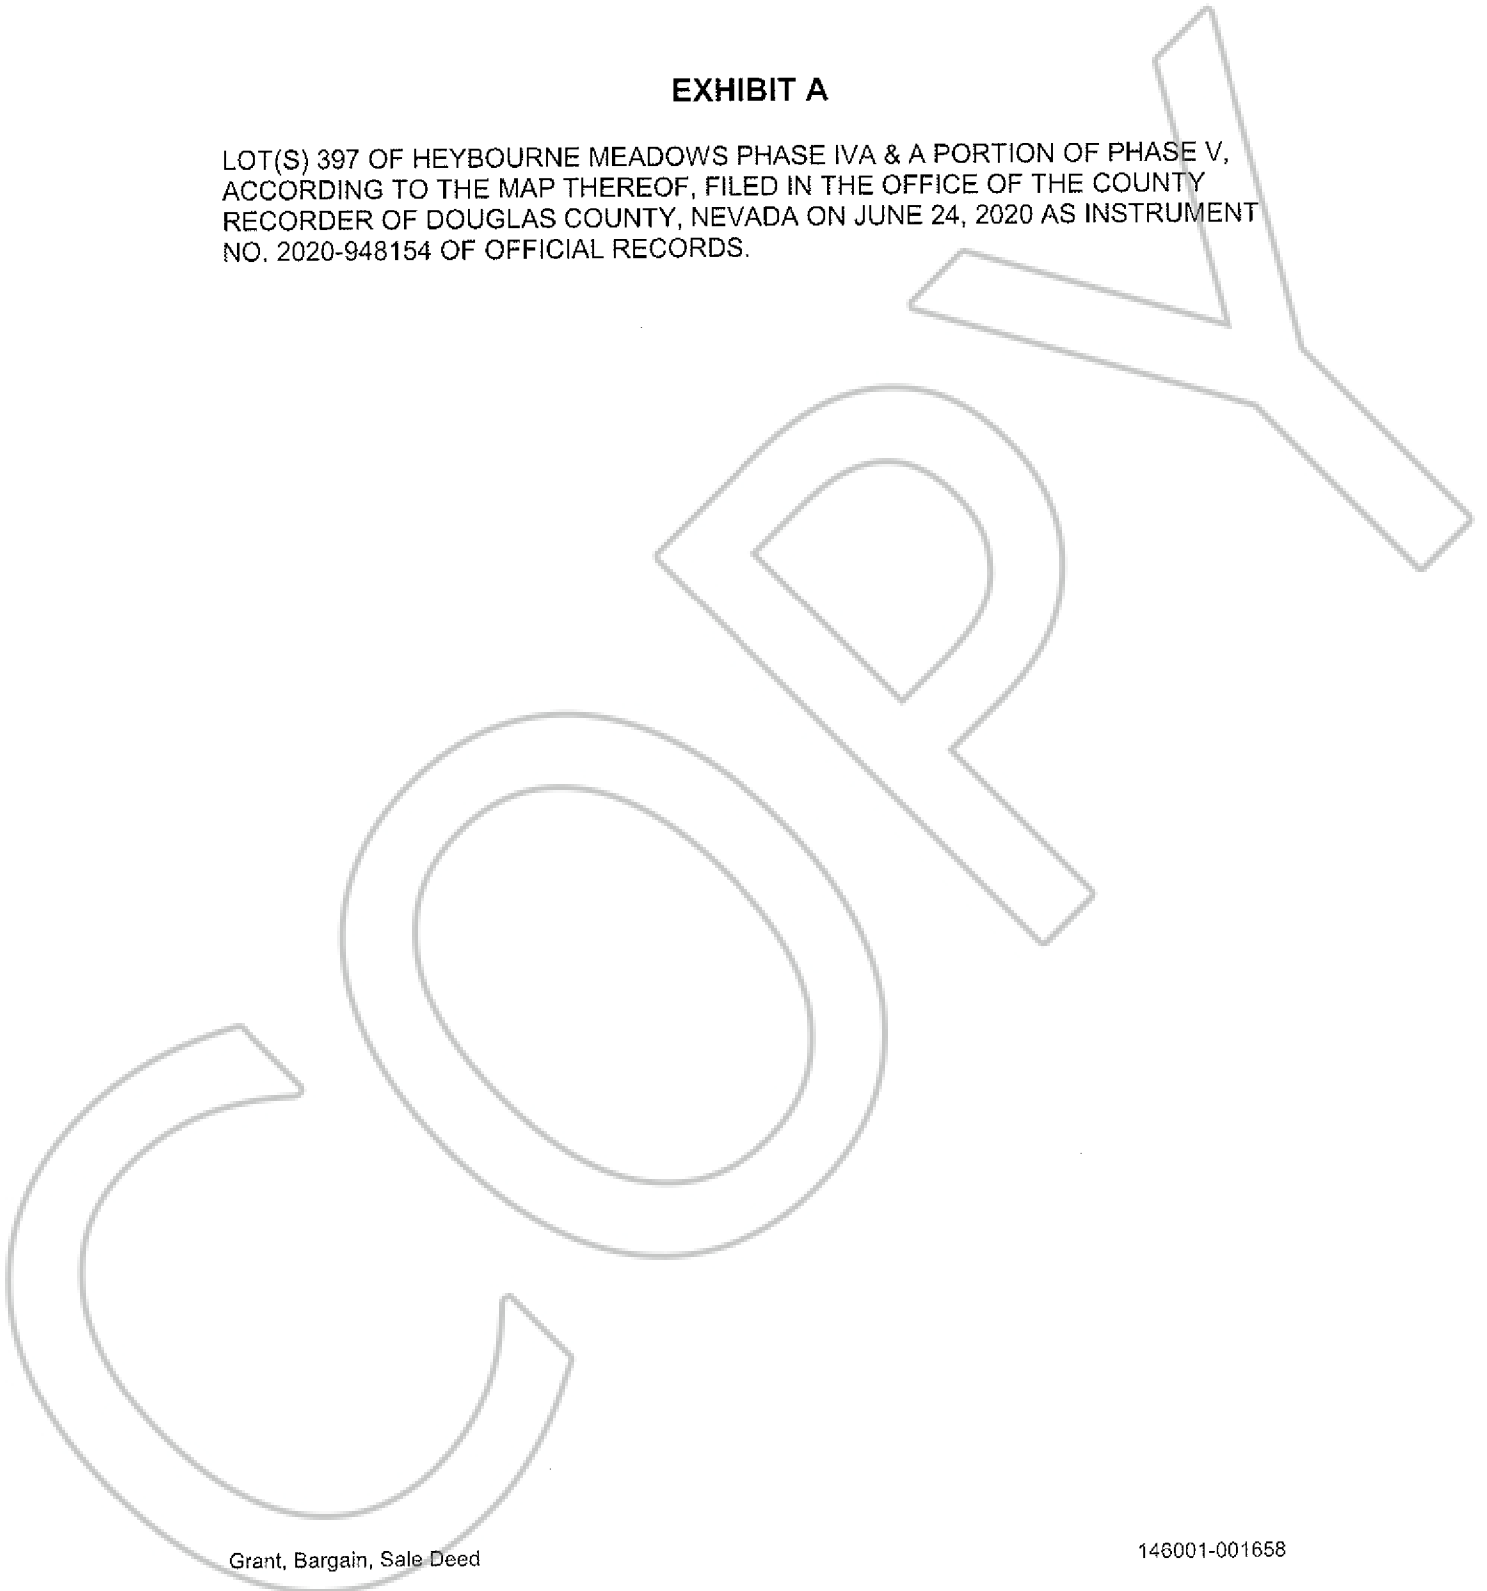 EXHIBIT A
LOT(S) 397 OF HEYBOURNE MEADOWS PHASE IVA & A PORTION OF PHASE V,
ACCORDING TO THE MAP THEREOF, FILED IN THE OFFICE OF THE COUNTY
RECORDER OF DOUGLAS COUNTY, NEVADA ON JUNE 24, 2020 AS INSTRUMENT
NO. 2020-948154 OF OFFICIAL RECORDS.
COPY
Grant, Bargain, Sale Deed
146001-001658